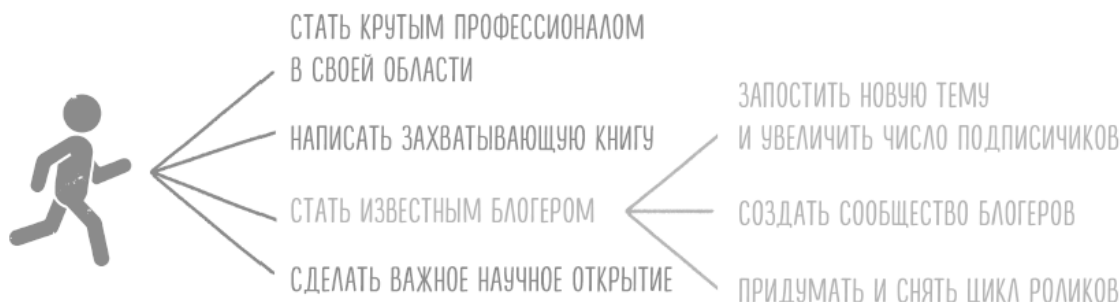 СТАТЬ КРУТЫМ ПРОФЕССИОНАЛОМ
В СВОЕЙ ОБЛАСТИ
НАПИСАТЬ ЗАХВАТЫВАЮЩУЮ КНИГУ
СТАТЬ ИЗВЕСТНЫМ БЛОГЕРОМ
СДЕЛАТЬ ВАЖНОЕ НАУЧНОЕ ОТКРЫТИЕ
ЗАПОСТИТЬ НОВУЮ ТЕМУ
И УВЕЛИЧИТЬ ЧИСЛО ПОДПИСИЧИКОВ
СОЗДАТЬ СООБЩЕСТВО БЛОГЕРОВ
ПРИДУМАТЬ И СНЯТЬ ЦИКЛ РОЛИКОВ